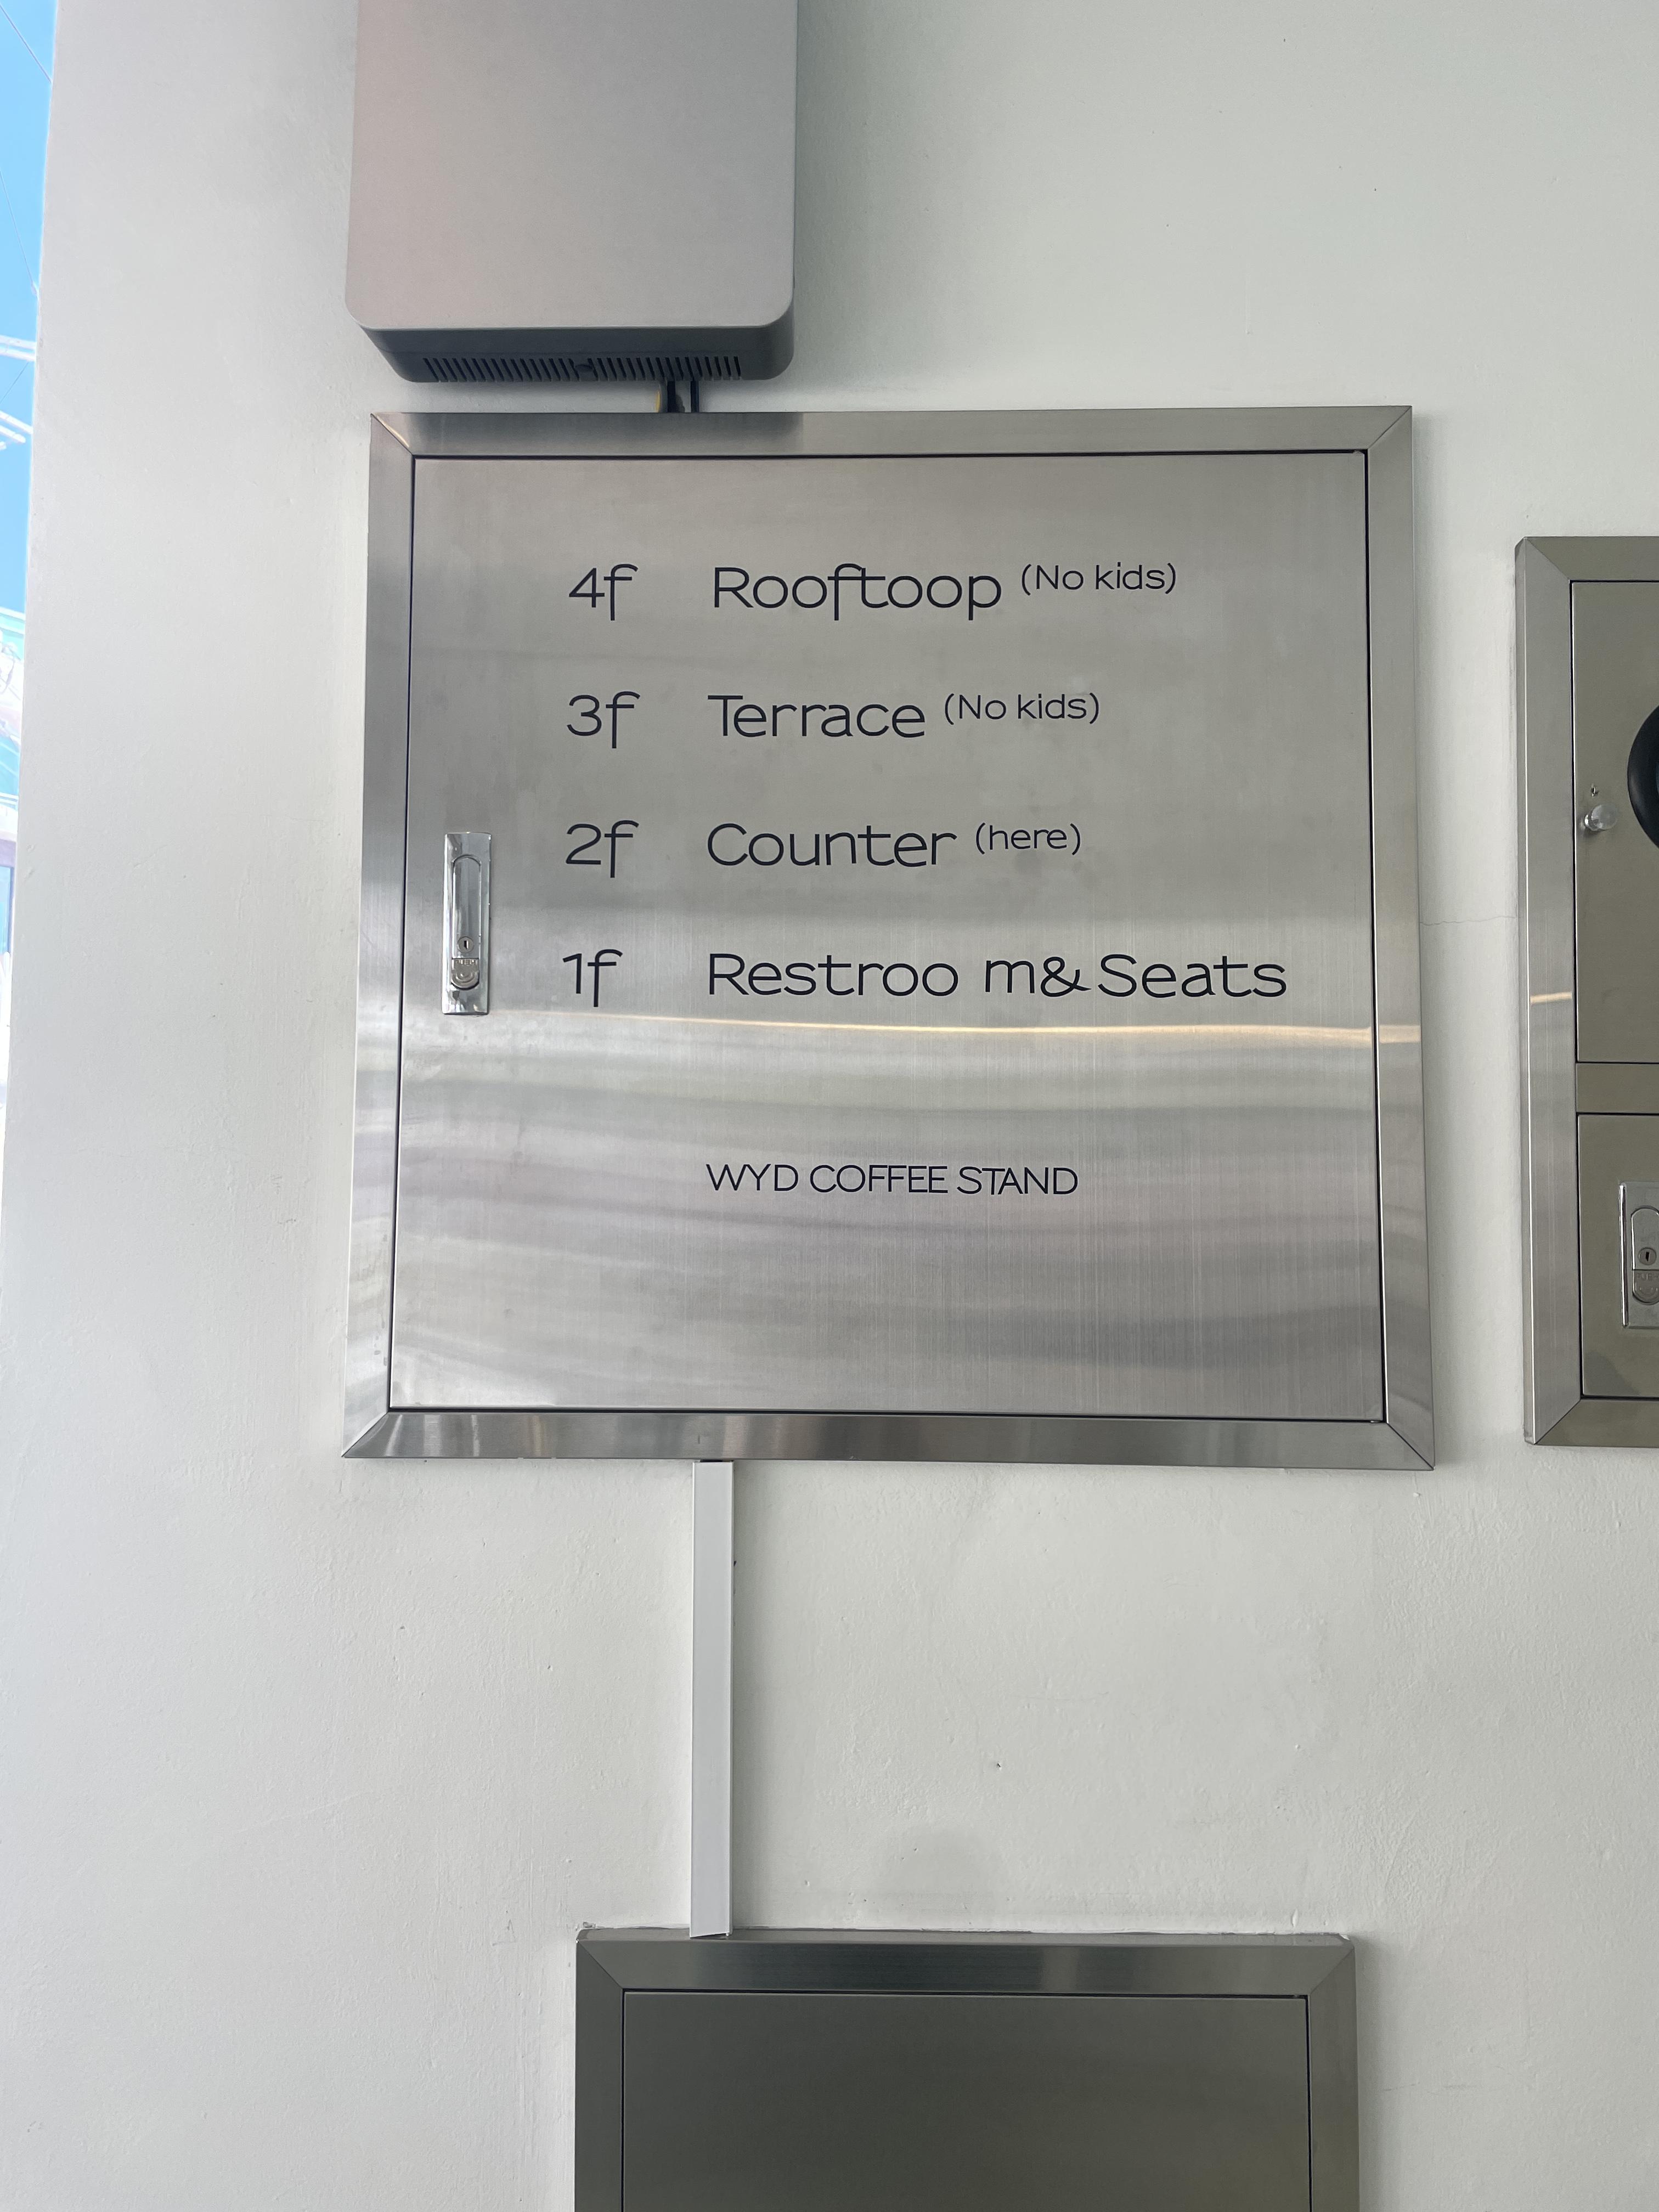 4f Rooftoop (No kids)
3f Terrace (No kids)
2f Counter (here)
1f Restroo m& Seats
WYD COFFEE STAND